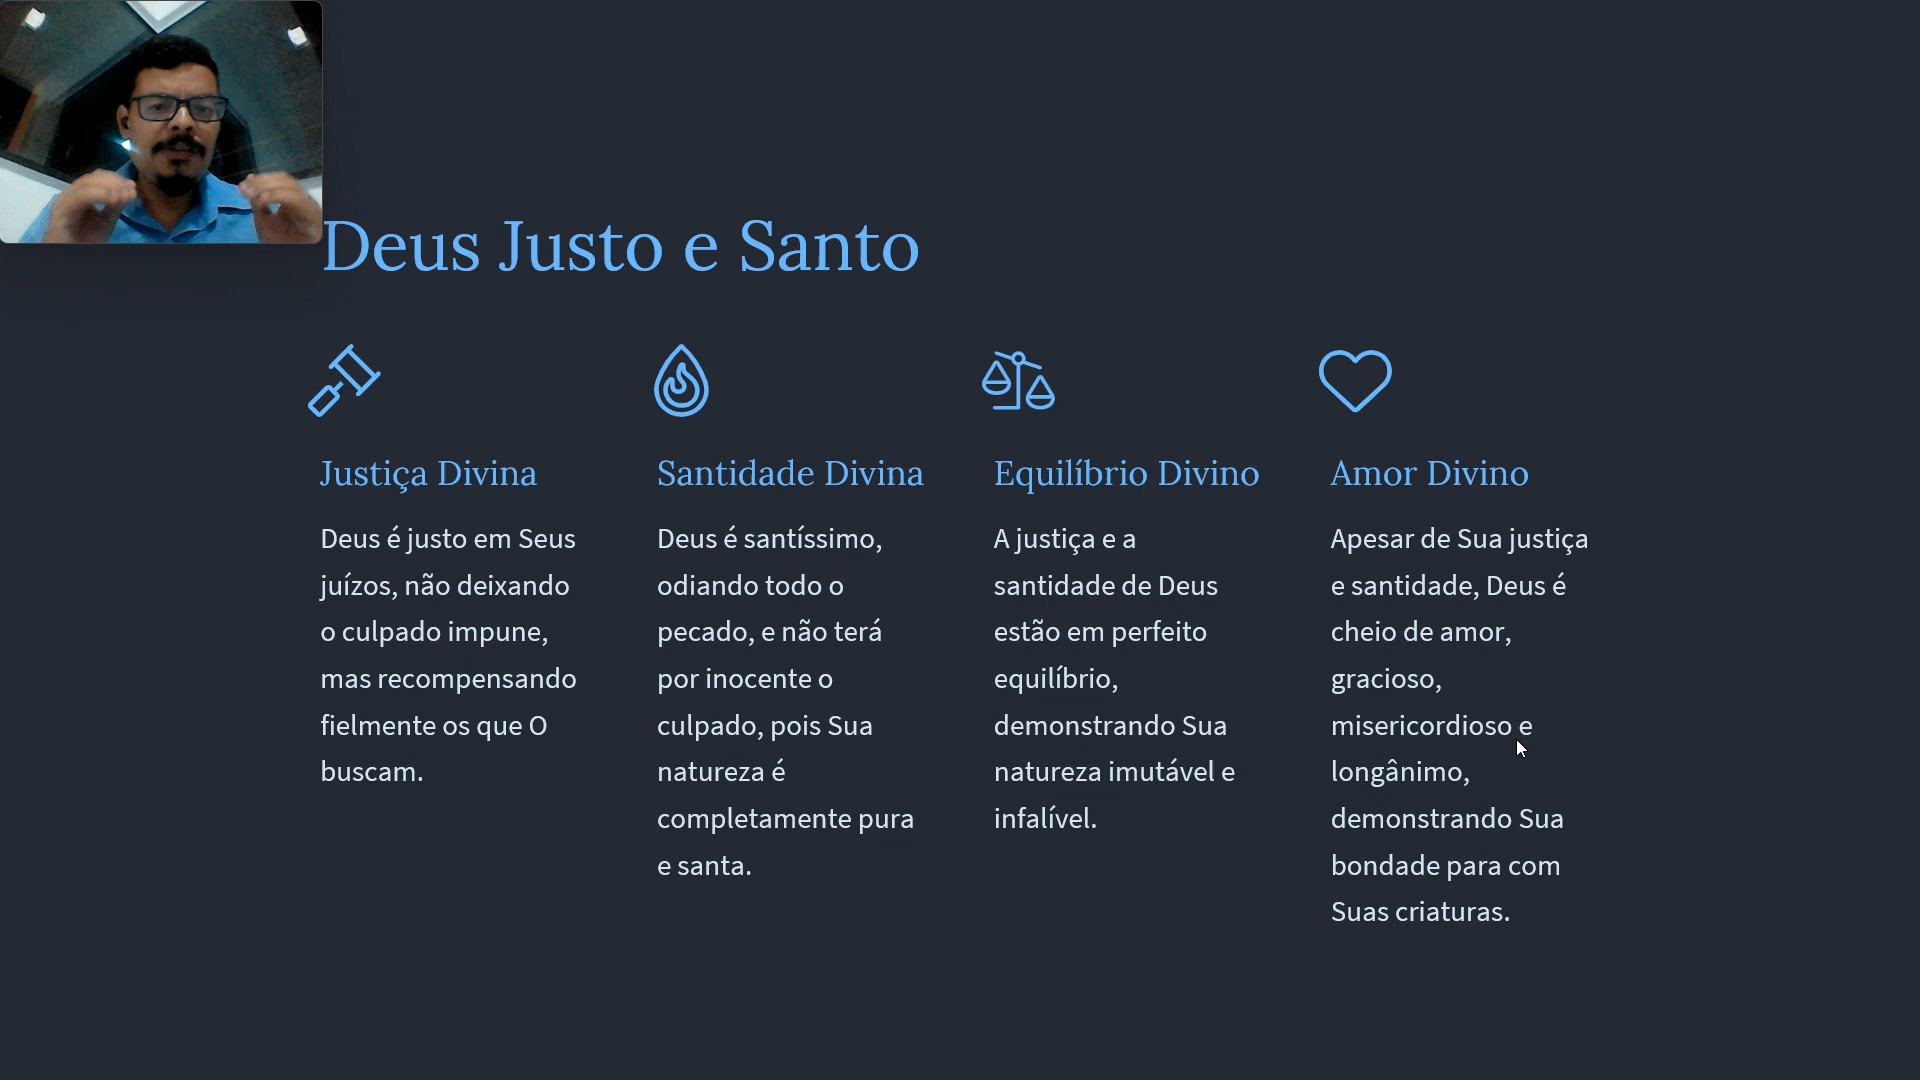 Deus Justo e Santo
Justiça Divina
Deus é justo em Seus
juízos, não deixando
o culpado impune,
mas recompensando
fielmente os que O
buscam.
Santidade Divina
Deus é santíssimo,
odiando todo o
pecado, e não terá
por inocente o
culpado, pois Sua
natureza é
completamente pura
e santa.
Equilíbrio Divino
A justiça e a
santidade de Deus
estão em perfeito
equilíbrio,
demonstrando Sua
natureza imutável e
infalível.
Amor Divino
Apesar de Sua justiça
e santidade, Deus é
cheio de amor,
gracioso,
misericordioso e
longânimo,
demonstrando Sua
bondade para com
Suas criaturas.